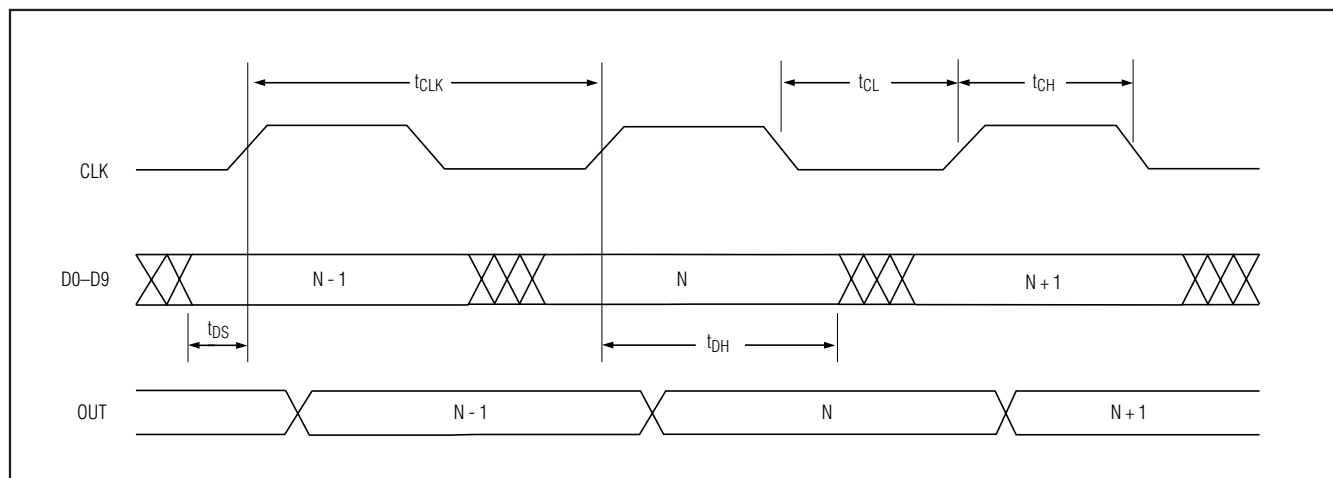 tCLK
tCL
tCH
CLK
D0–D9
N - 1
N
N + 1
tDS
tDH
OUT
N - 1
N
N + 1